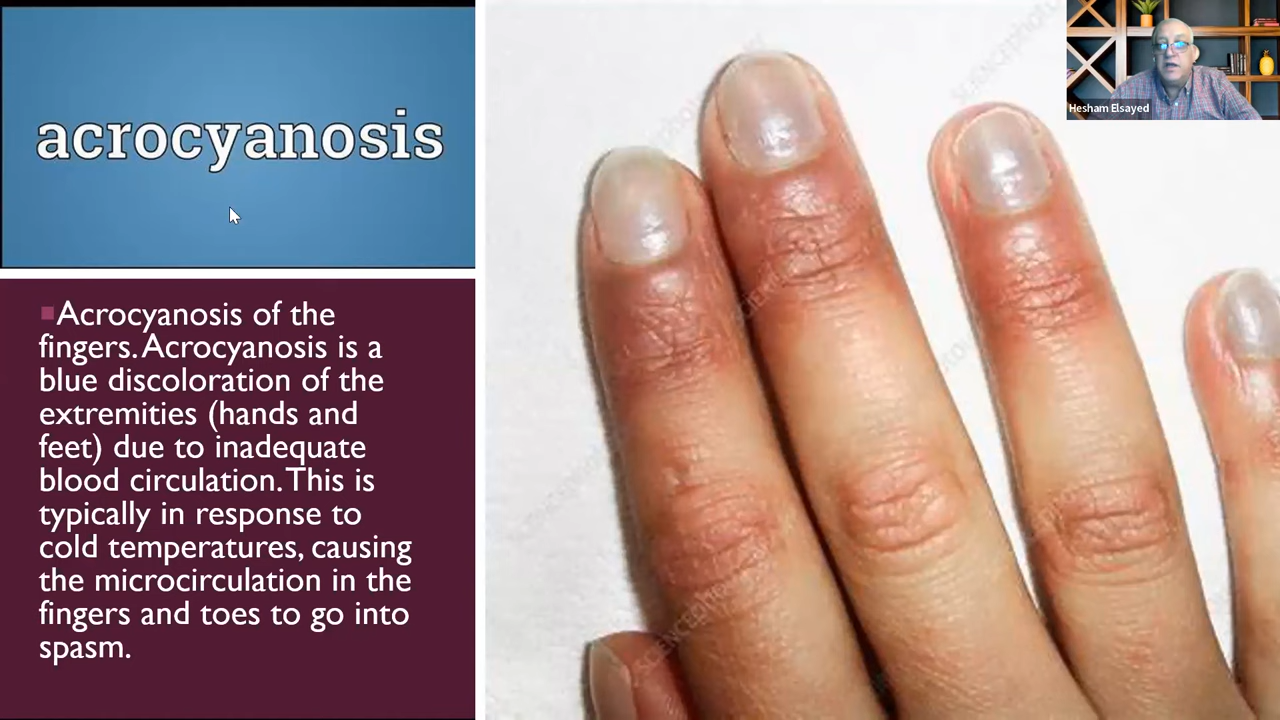 acrocyanosis
Hesham Elsayed
Acrocyanosis of the
fingers. Acrocyanosis is a
blue discoloration of the
extremities (hands and
feet) due to inadequate
blood circulation. This is
typically in response to
cold temperatures, causing
the microcirculation in the
fingers and toes to go into
spasm.